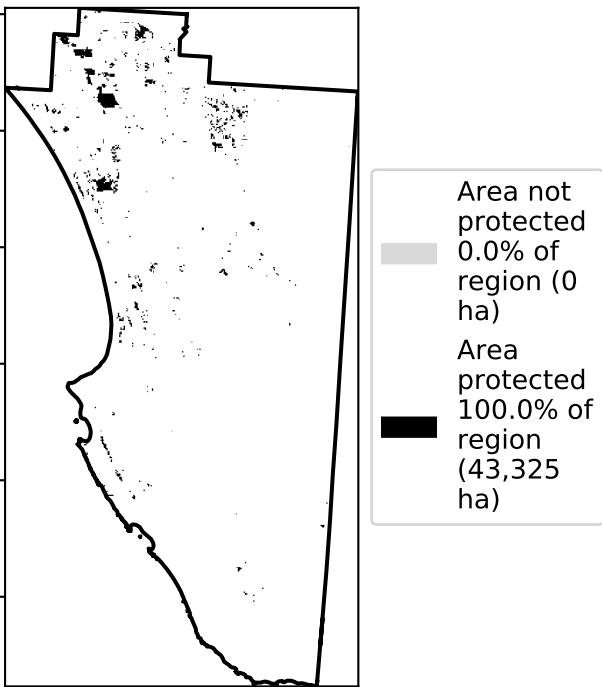 Area not
protected
0.0% of
region (0
ha)
Area
protected
100.0% of
region
(43,325
ha)